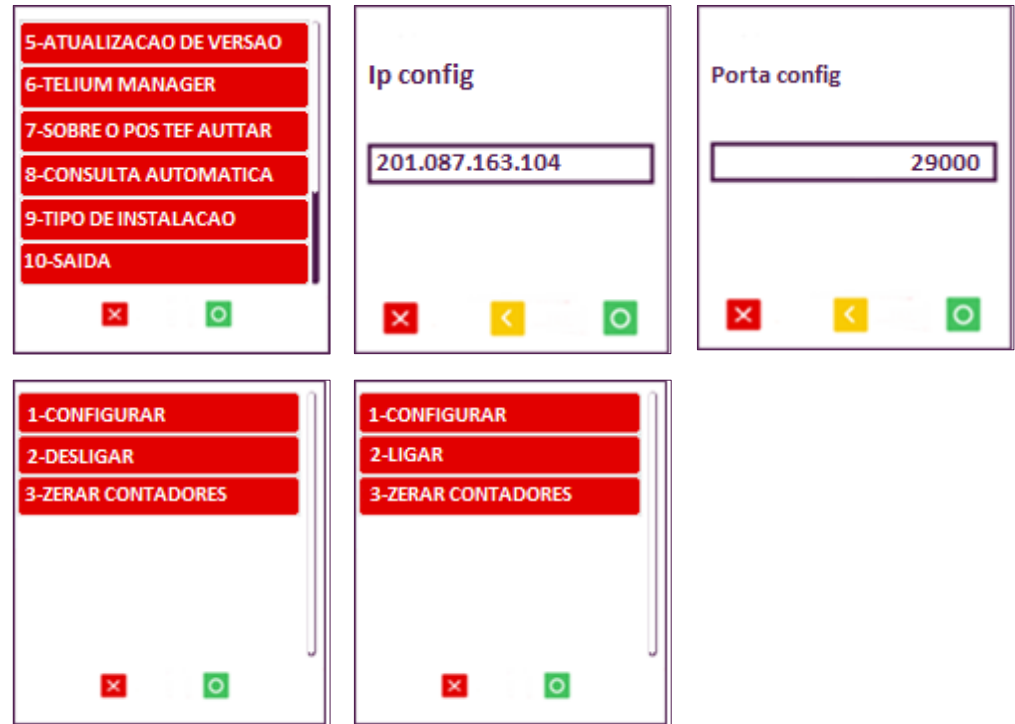 5-ATUALIZACAO DE VERSAO
6-TELIUM MANAGER
7-SOBRE O POS TEF AUTTAR
8-CONSULTA AUTOMATICA
9-TIPO DE INSTALACAO
10-SAIDA
Ip config
201.087.163.104
Porta config
29000
1-CONFIGURAR
2-DESLIGAR
3-ZERAR CONTADORES
1-CONFIGURAR
2-LIGAR
3-ZERAR CONTADORES